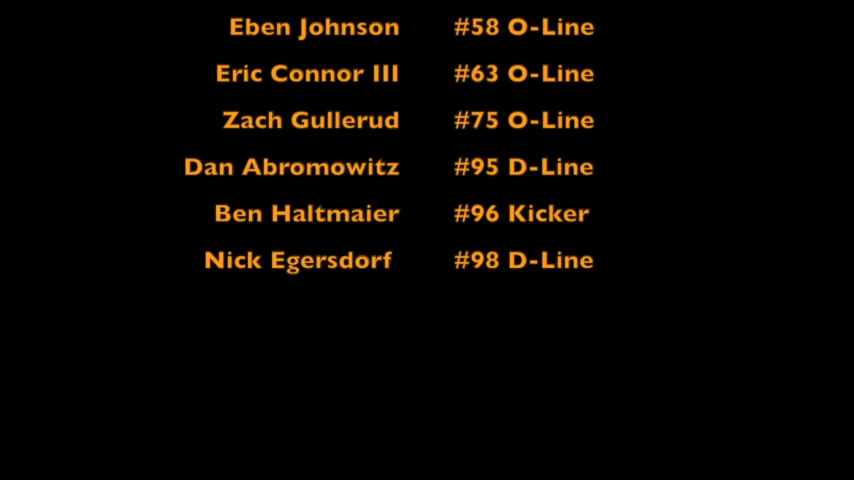 Eben Johnson #58 O-Line
Eric Connor III #63 O-Line
Zach Gullerud #75 O-Line
Dan Abromowitz #95 D-Line
Ben Haltmaier #96 Kicker
Nick Egersdorf #98 D-Line